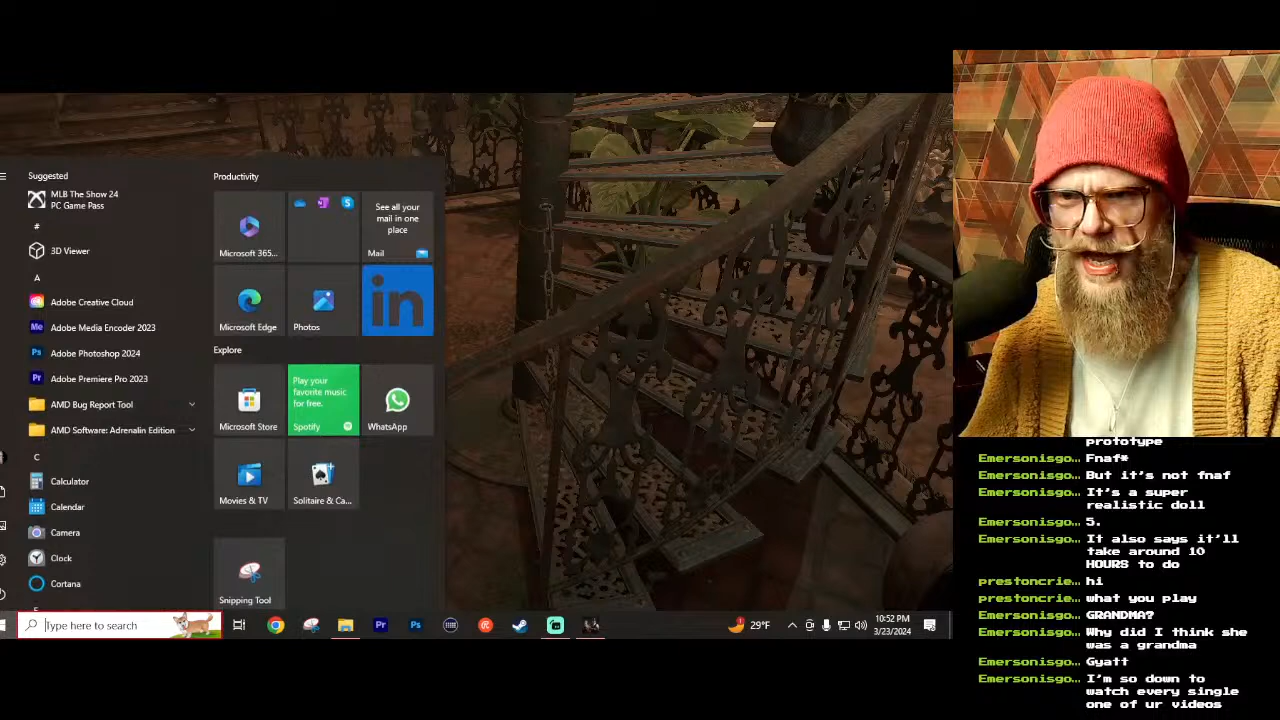 Suggested
MLB The Show 24
PC Game Pass
#
3D Viewer
A
Adobe Creative Cloud
Adobe Media Encoder 2023
Adobe Photoshop 2024
Adobe Premiere Pro 2023
AMD Bug Report Tool
AMD Software: Adrenalin Edition
C
Calculator
Calendar
Camera
Clock
Cortana
Productivity
Microsoft 365...
See all your
mail in one
place
Mail
Microsoft Edge
Photos
in
Explore
Microsoft Store
Play your
favorite music
for free.
Spotify
WhatsApp
Movies & TV
Solitaire & Ca...
Snipping Tool
Type here to search
29°F
10:52 PM
3/23/2024
prototype
Emersonisgo... Fnaf*
Emersonisgo... But it's not fnaf
Emersonisgo... It's a super
realistic doll
Emersonisgo... 5.
Emersonisgo... It also says it'll
take around 10
HOURS to do
prestoncrie... hi
prestoncrie... what you play
Emersonisgo... GRANDMA?
Emersonisgo... Why did I think she
was a grandma
Emersonisgo... Gyatt
Emersonisgo... I'm so down to
watch every single
one of ur videos